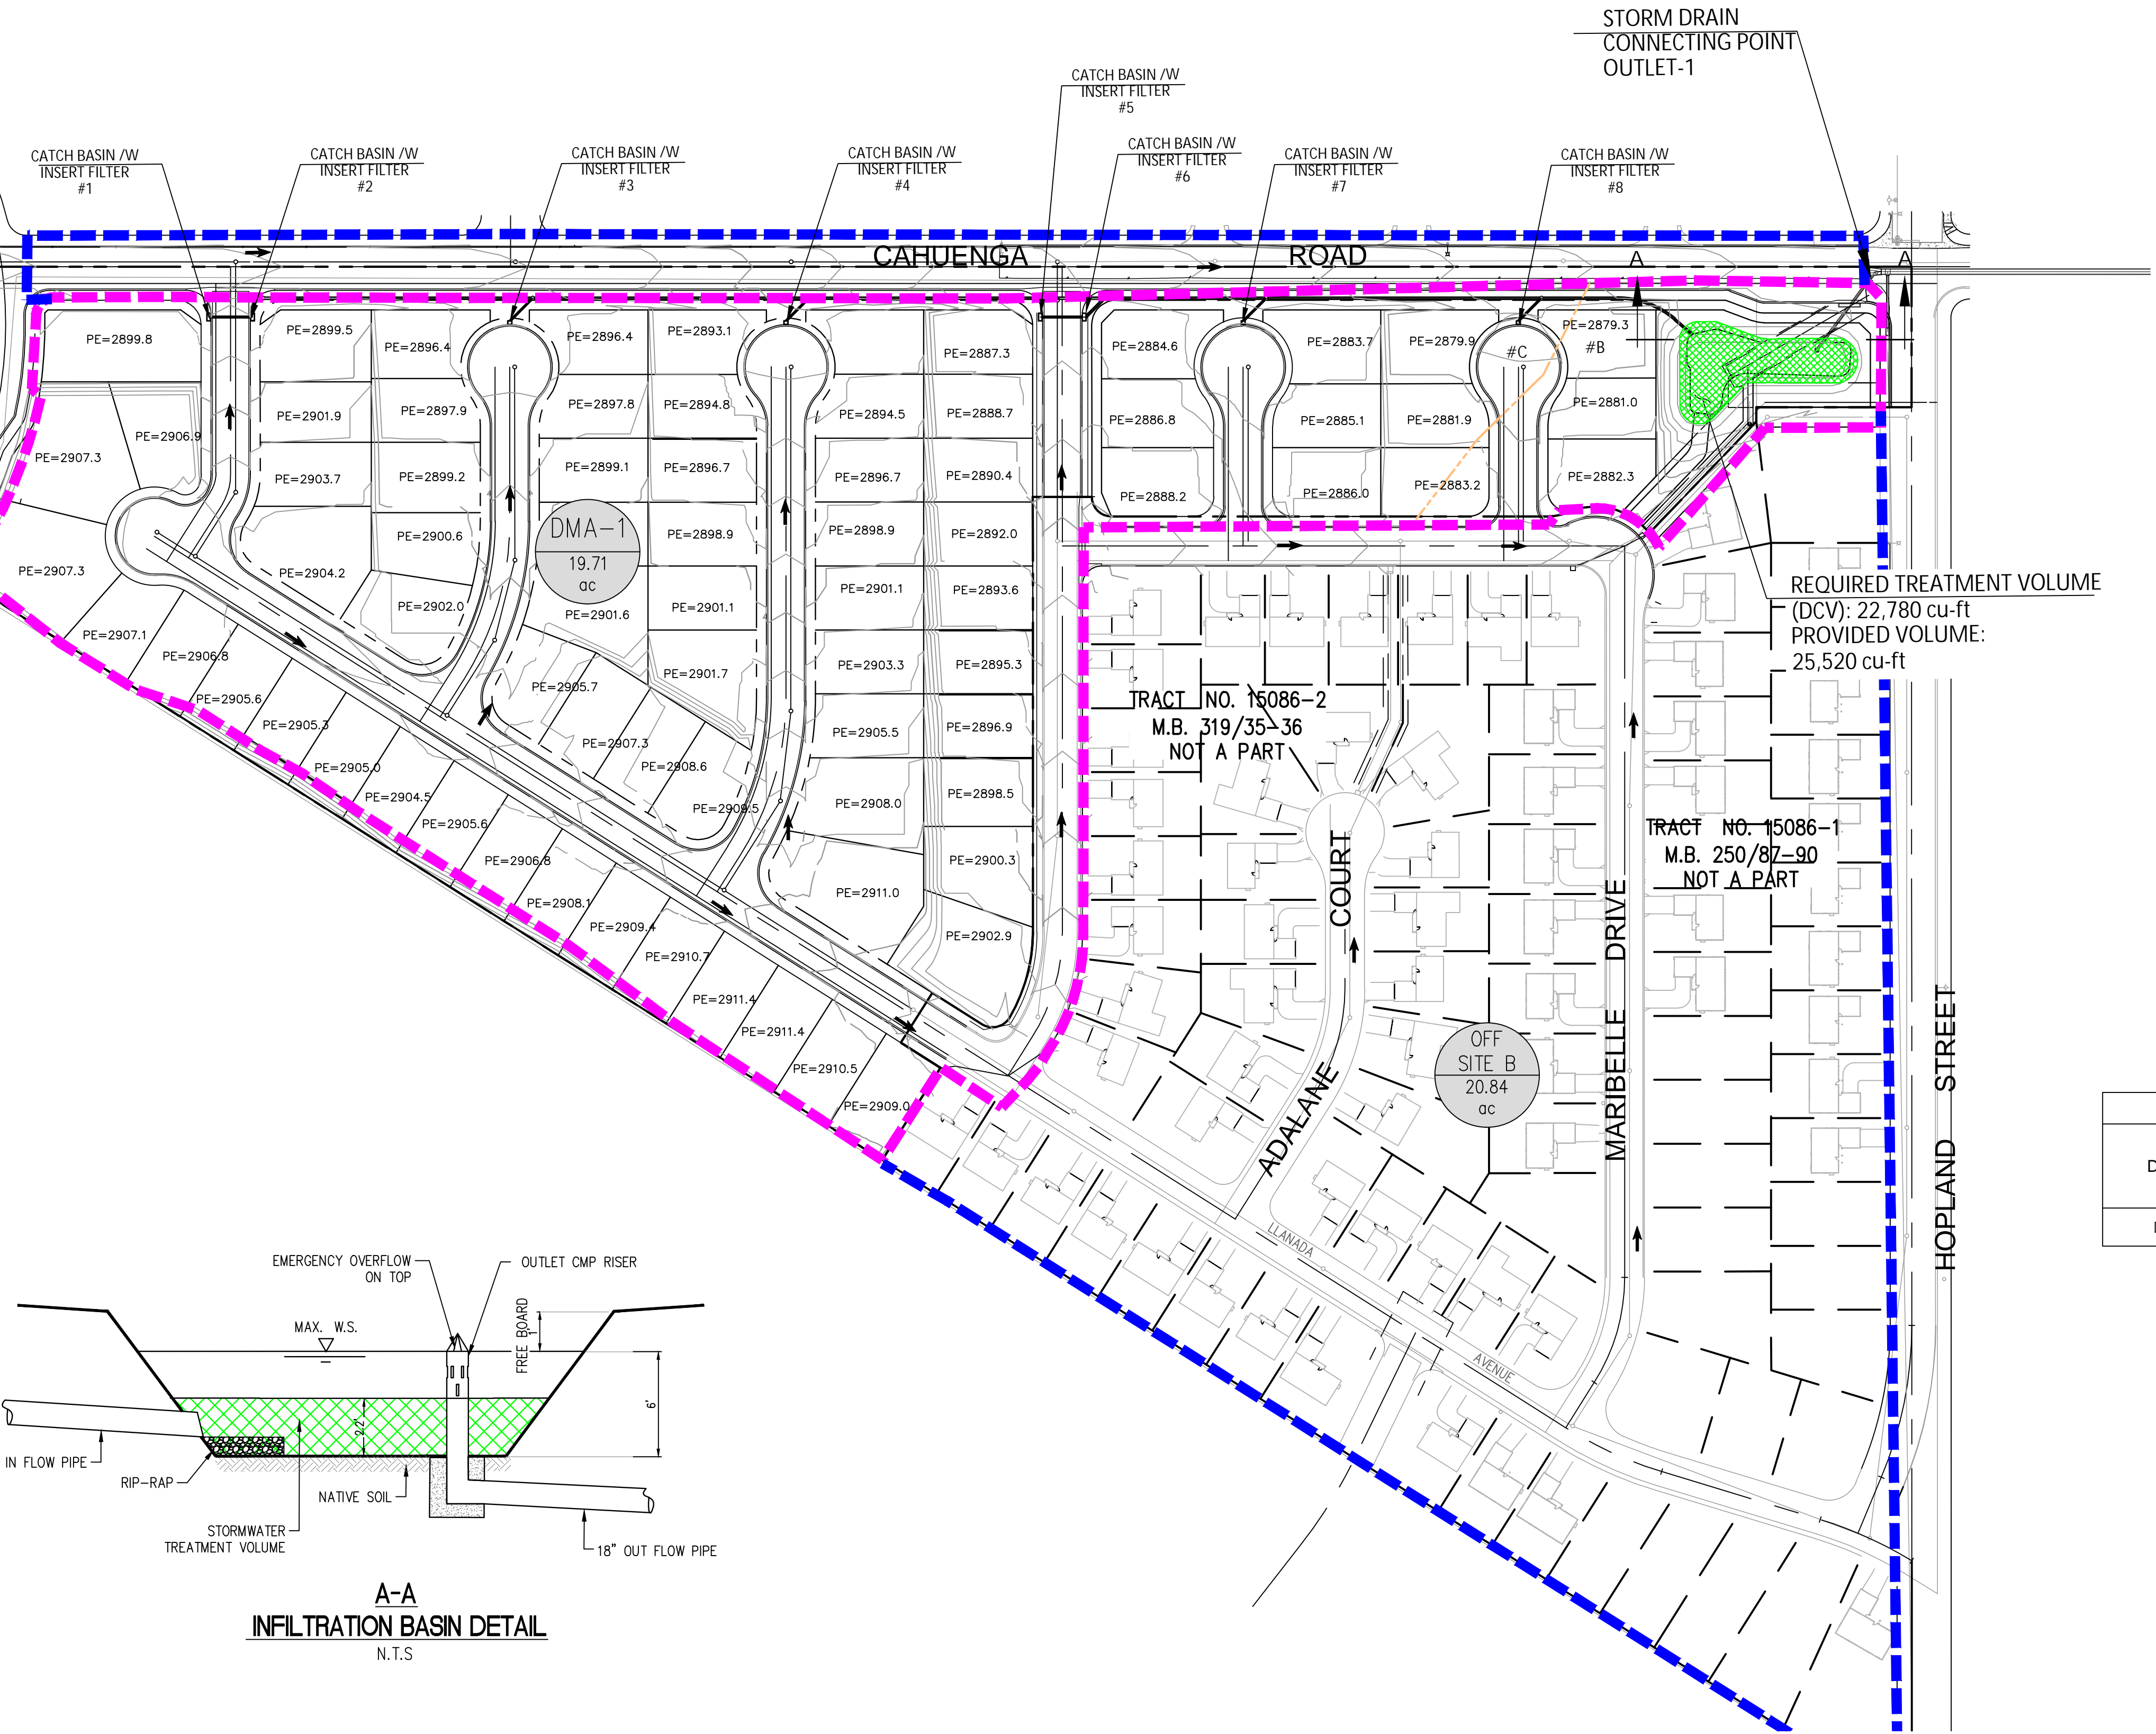 STORM DRAIN
CONNECTING POINT
OUTLET-1
CATCH BASIN /W
INSERT FILTER
#5
CATCH BASIN /W
INSERT FILTER
#1
CATCH BASIN /W
INSERT FILTER
#2
CATCH BASIN /W
INSERT FILTER
#3
CATCH BASIN /W
INSERT FILTER
#4
CATCH BASIN /W
INSERT FILTER
#6
CATCH BASIN /W
INSERT FILTER
#7
CATCH BASIN /W
INSERT FILTER
#8
CAHUENGA ROAD
A
A
PE=2899.8
PE=2899.5
PE=2896.4
PE=2896.4
PE=2893.1
PE=2887.3
PE=2884.6
PE=2883.7
PE=2879.9
#C
PE=2879.3
#B
PE=2906.9
PE=2901.9
PE=2897.9
PE=2897.8
PE=2894.8
PE=2894.5
PE=2888.7
PE=2886.8
PE=2885.1
PE=2881.9
PE=2881.0
PE=2907.3
PE=2903.7
PE=2899.2
PE=2899.1
PE=2896.7
PE=2896.7
PE=2890.4
PE=2888.2
PE=2886.0
PE=2883.2
PE=2882.3
PE=2900.6
DMA-1
19.71
ac
PE=2898.9
PE=2898.9
PE=2892.0
PE=2907.3
PE=2904.2
PE=2902.0
PE=2901.6
PE=2901.1
PE=2901.1
PE=2893.6
REQUIRED TREATMENT VOLUME
(DCV): 22,780 cu-ft
PROVIDED VOLUME:
25,520 cu-ft
PE=2907.1
PE=2906.8
PE=2905.6
PE=2905.3
PE=2905.0
PE=2904.5
PE=2905.6
PE=2906.8
PE=2908.1
PE=2909.4
PE=2910.7
PE=2911.4
PE=2911.4
PE=2910.5
PE=2909.0
PE=2905.7
PE=2901.7
PE=2903.3
PE=2895.3
PE=2907.3
PE=2908.6
PE=2909.5
PE=2905.5
PE=2896.9
PE=2908.0
PE=2898.5
PE=2911.0
PE=2900.3
PE=2902.9
TRACT NO. 15086-2
M.B. 319/35-36
NOT A PART
TRACT NO. 15086-1
M.B. 250/87-90
NOT A PART
ADALANE COURT
MARIBELLE DRIVE
HOPLAND STREET
OFF
SITE B
20.84
ac
LLANADA AVENUE
D
EMERGENCY OVERFLOW
ON TOP
OUTLET CMP RISER
MAX. W.S.
FREE BOARD
1'
6'
2.2'
IN FLOW PIPE
RIP-RAP
NATIVE SOIL
STORMWATER
TREATMENT VOLUME
18" OUT FLOW PIPE
A-A
INFILTRATION BASIN DETAIL
N.T.S